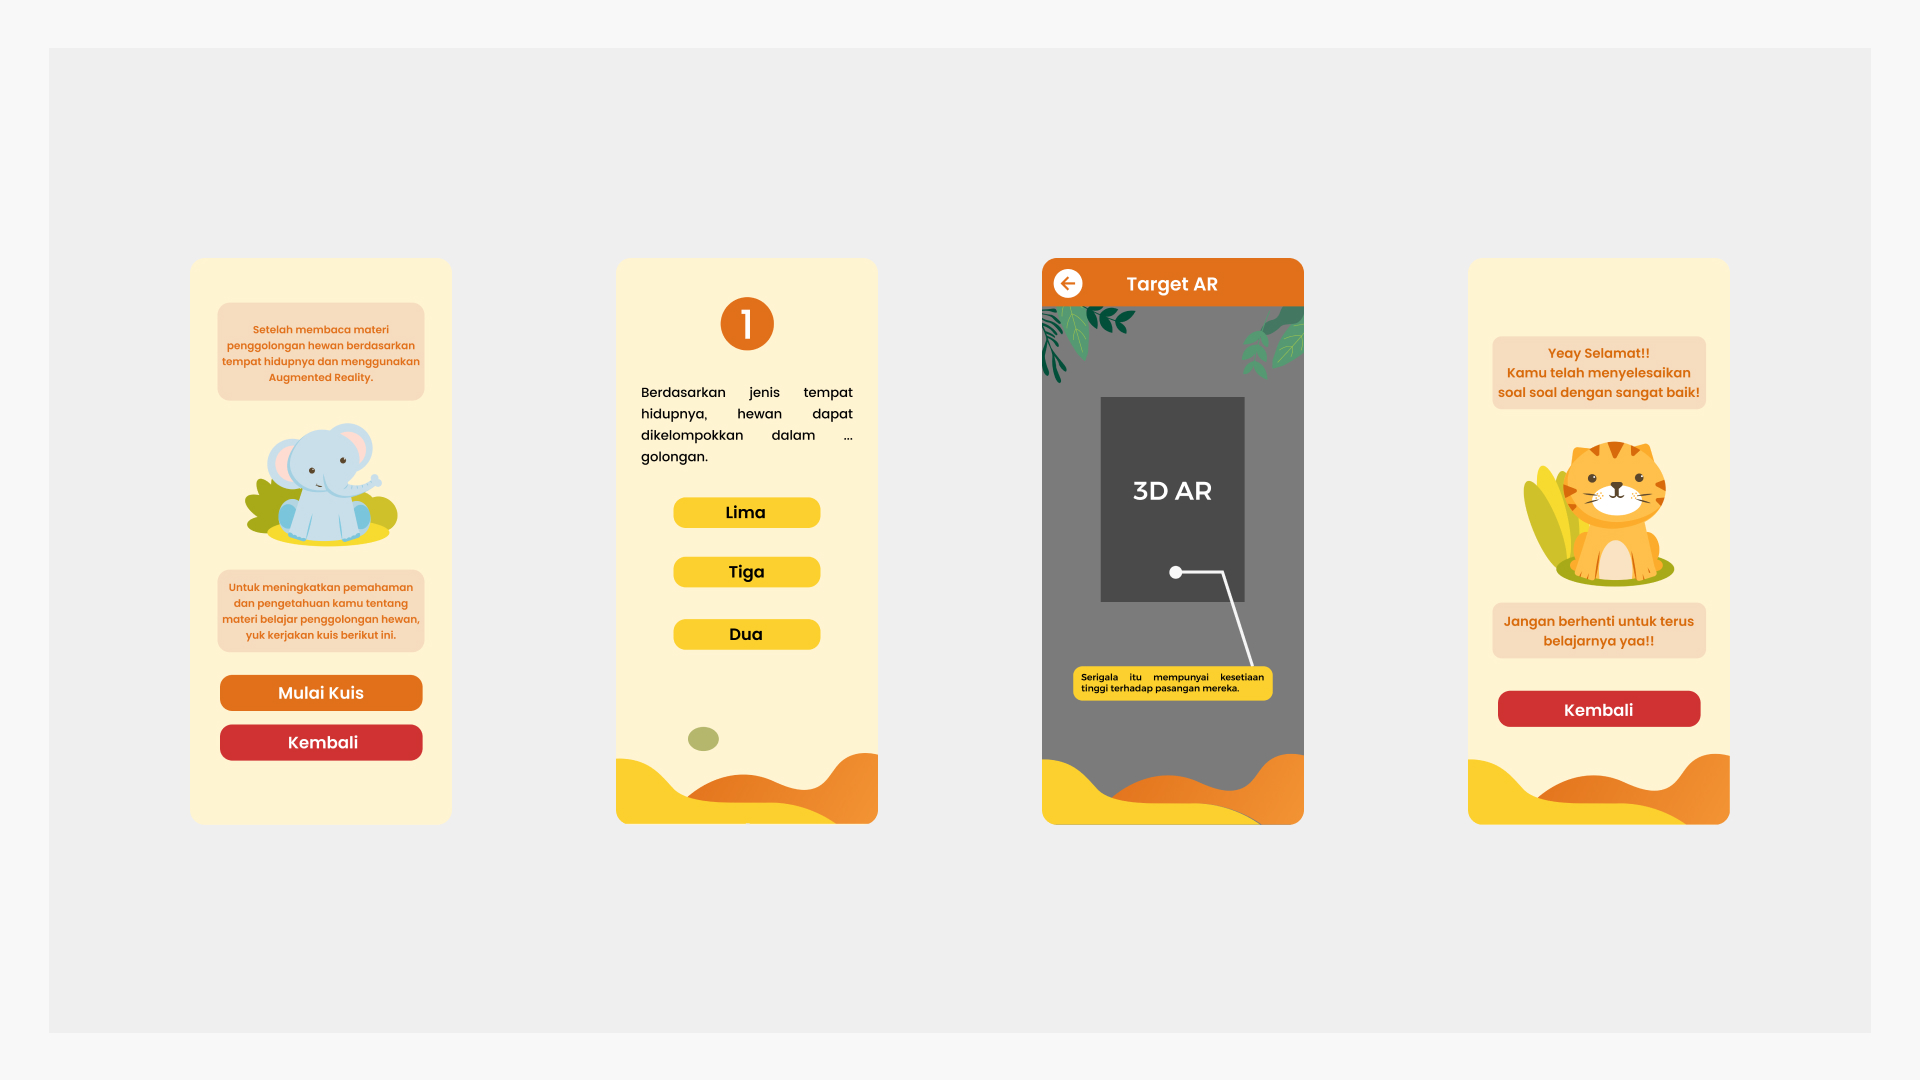 Setelah membaca materi
penggolongan hewan berdasarkan
tempat hidupnya dan menggunakan
Augmented Reality.
Untuk meningkatkan pemahaman
dan pengetahuan kamu tentang
materi belajar penggolongan hewan,
yuk kerjakan kuis berikut ini.
Mulai Kuis
Kembali
1
Berdasarkan jenis tempat
hidupnya, hewan dapat
dikelompokkan dalam ...
golongan.
Lima
Tiga
Dua
Target AR
3D AR
Serigala itu mempunyai kesetiaan
tinggi terhadap pasangan mereka.
Yeay Selamat!!
Kamu telah menyelesaikan
soal soal dengan sangat baik!
Jangan berhenti untuk terus
belajarnya yaa!!
Kembali